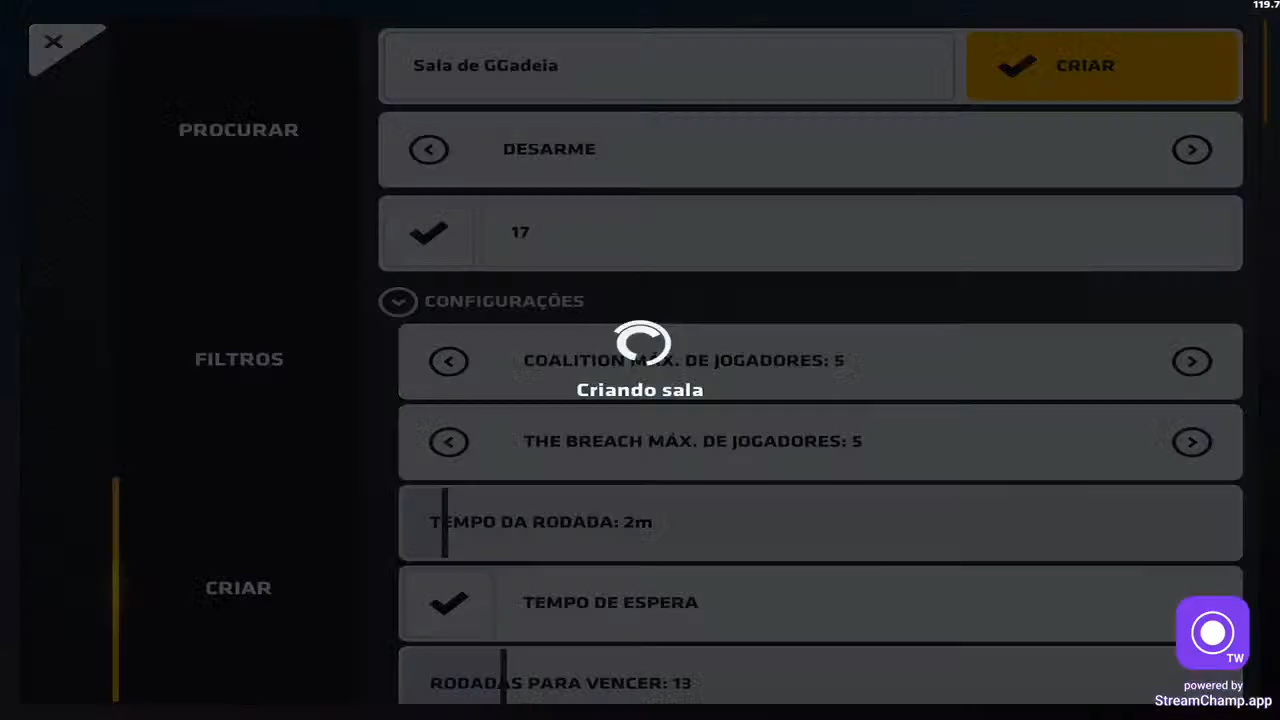 119.7
Sala de GGadeia
CRIAR
PROCURAR
DESARME
17
CONFIGURAÇÕES
FILTROS
COALITION MÁX. DE JOGADORES: 5
Criando sala
THE BREACH MÁX. DE JOGADORES: 5
TEMPO DA RODADA: 2m
CRIAR
TEMPO DE ESPERA
TW
RODADAS PARA VENCER: 13
powered by
StreamChamp.app